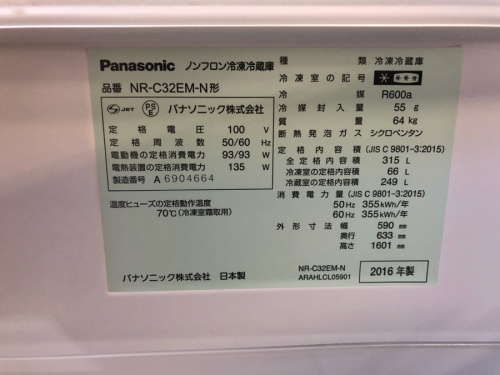 Panasonic ノンフロン冷凍冷蔵庫
品番 NR-C32EM-N形
JET PS E パナソニック株式会社
定格電圧 100 V
定格周波数 50/60 Hz
電動機の定格消費電力 93/93 W
電熱装置の定格消費電力 135 W
製造番号 A 6904664
温度ヒューズの定格動作温度
70℃(冷凍室霜取用)
パナソニック株式会社 日本製
種類 冷凍冷蔵庫
冷凍室の記号 * ***
冷媒 R600a
冷媒封入量 55 g
質量 64 kg
断熱発泡ガス シクロペンタン
定格内容積 (JIS C 9801-3:2015)
全定格内容積 315 L
冷凍室の定格内容積 66 L
冷蔵室の定格内容積 249 L
消費電力量 (JIS C 9801-3:2015)
50Hz 355kWh/年
60Hz 355kWh/年
外形寸法 幅 590 ㎜
奥行 633 ㎜
高さ 1601 ㎜
NR-C32EM-N
ARAHLCL05901
2016年製